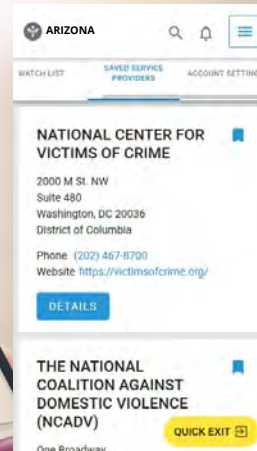 ARIZONA
WATCH LIST
SAVED SERVICE
PROVIDERS
ACCOUNT SETTING
NATIONAL CENTER FOR
VICTIMS OF CRIME
2000 M St. NW
Suite 480
Washington, DC 20036
District of Columbia
Phone (202) 467-8700
Website https://victimsofcrime.org/
DETAILS
THE NATIONAL
COALITION AGAINST
DOMESTIC VIOLENCE
(NCADV)
QUICK EXIT
One Broadway